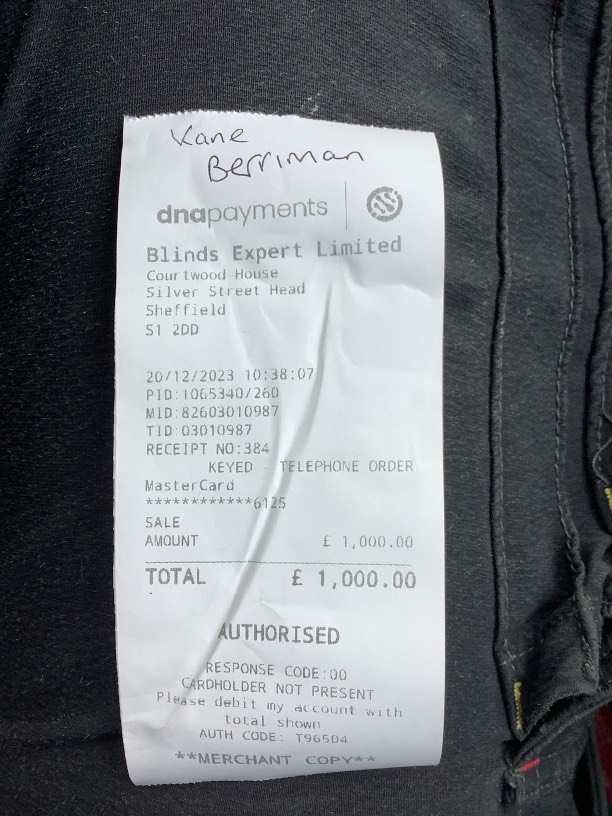 Kane
Berriman
dnapayments
Blinds Expert Limited
Courtwood House
Silver Street Head
Sheffield
S1 2DD
20/12/2023 10:38:07
PID:1065340/260
MID:82603010987
TID:03010987
RECEIPT NO:384
KEYED - TELEPHONE ORDER
MasterCard
************6125
SALE
AMOUNT £ 1,000.00
TOTAL £ 1,000.00
AUTHORISED
RESPONSE CODE:00
CARDHOLDER NOT PRESENT
Please debit my account with
total shown
AUTH CODE: T96504
**MERCHANT COPY**